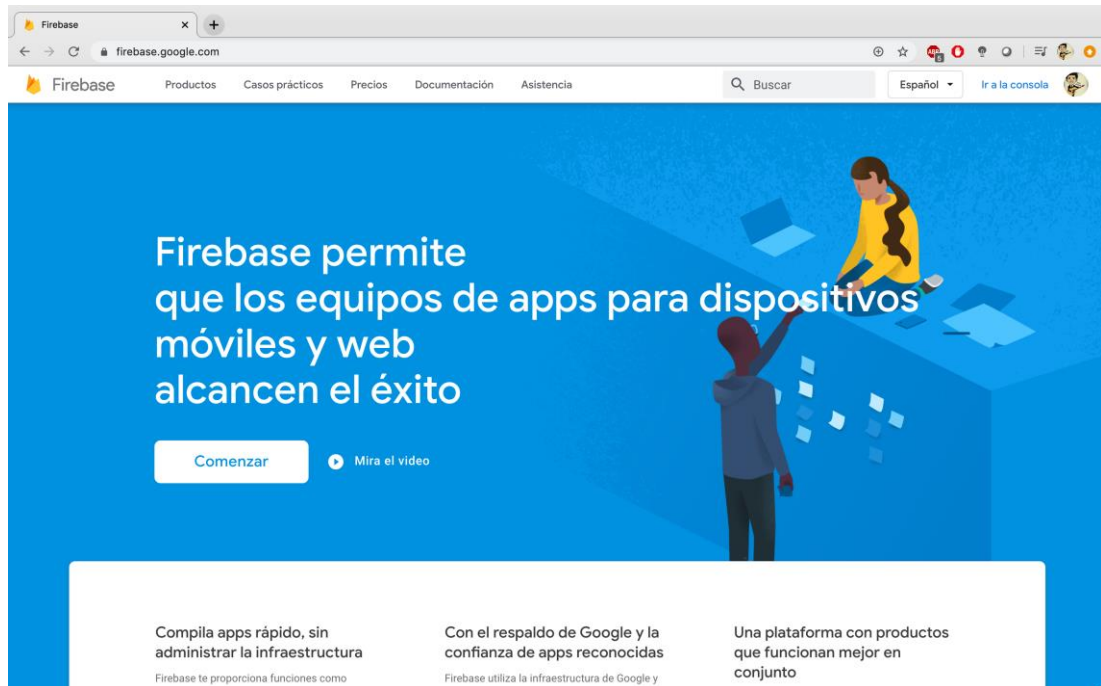 Firebase
firebase.google.com
ABP
5
Firebase Productos Casos prácticos Precios Documentación Asistencia Buscar Español Ir a la consola
Firebase permite
que los equipos de apps para dispositivos
móviles y web
alcancen el éxito
Comenzar Mira el video
Compila apps rápido, sin
administrar la infraestructura
Firebase te proporciona funciones como
Con el respaldo de Google y la
confianza de apps reconocidas
Firebase utiliza la infraestructura de Google y
Una plataforma con productos
que funcionan mejor en
conjunto